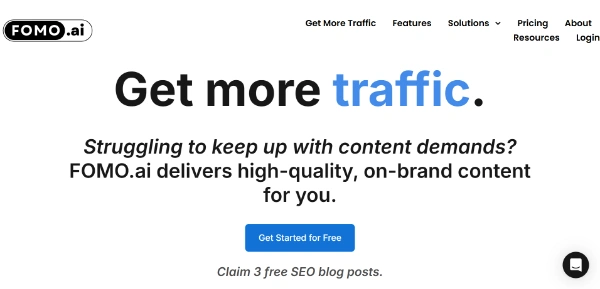 FOMO.ai
Get More Traffic Features Solutions Pricing About
Resources Login
Get more traffic.
Struggling to keep up with content demands?
FOMO.ai delivers high-quality, on-brand content
for you.
Get Started for Free
Claim 3 free SEO blog posts.